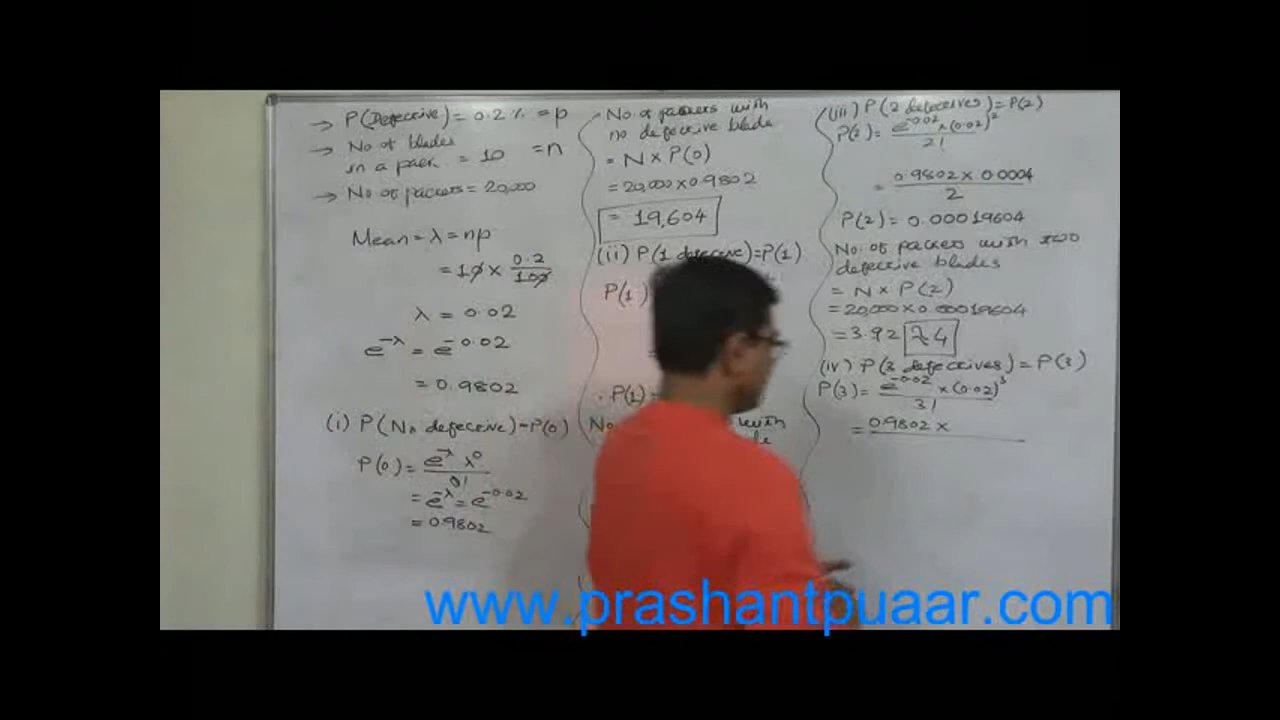 → P(Defective) = 0.2% = p
→ No of blades
in a pack = 10 = n
→ No of packets = 20,000
Mean = λ = np
= 10 × 0.2/100
λ = 0.02
e^-λ = e^-0.02
= 0.9802
(i) P(No defective) = P(0)
P(0) = e^-λ λ^0 / 0!
= e^-λ = e^-0.02
= 0.9802
No of packets with
no defective blade
= N × P(0)
= 20,000 × 0.9802
= 19,604
(ii) P(1 defective) = P(1)
P(1)
P(1) =
No with
(iii) P(2 defectives) = P(2)
P(2) = e^-0.02 × (0.02)^2 / 2!
= 0.9802 × 0.0004 / 2
P(2) = 0.00019604
No. of packets with two
defective blades
= N × P(2)
= 20,000 × 0.00019604
= 3.92 ≈ 4
(iv) P(3 defectives) = P(3)
P(3) = e^-0.02 × (0.02)^3 / 3!
= 0.9802 ×
www.prashantpuaar.com